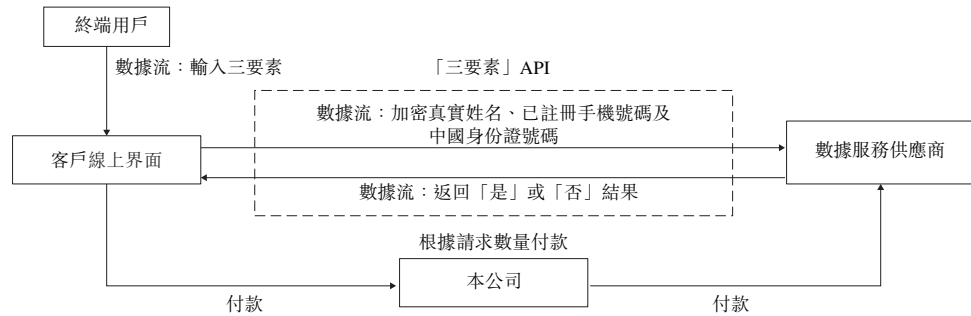 終端用戶
數據流：輸入三要素
「三要素」API
數據流：加密真實姓名、已註冊手機號碼及
中國身份證號碼
客戶線上界面
數據服務供應商
數據流：返回「是」或「否」結果
根據請求數量付款
本公司
付款
付款